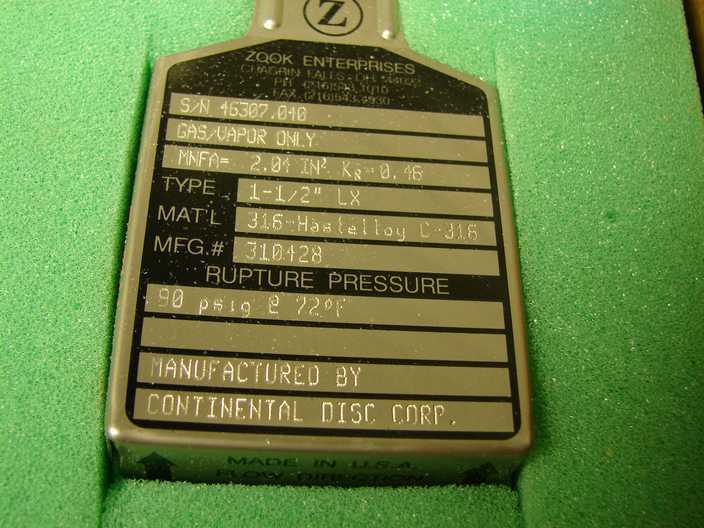 Z
ZOOK ENTERPRISES
CHAGRIN FALLS, OH
S/N 46307.040
GAS/VAPOR ONLY
MNFA= 2.04 IN² KR=0.46
TYPE 1-1/2" LX
MAT'L 316-Hastelloy C-316
MFG.# 310428
RUPTURE PRESSURE
90 psig @ 72ºF
MANUFACTURED BY
CONTINENTAL DISC CORP.
MADE IN U.S.A.
FLOW DIRECTION